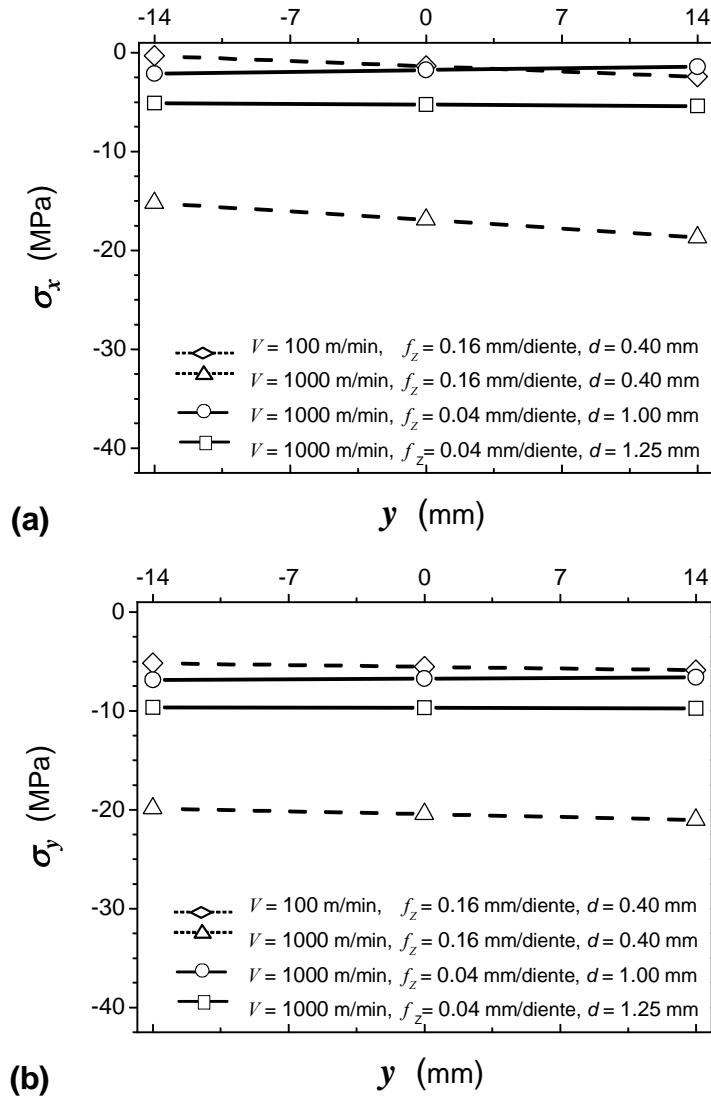 -14 -7 0 7 14
0
-10
-20
-30
-40
σx (MPa)
V = 100 m/min, fZ = 0.16 mm/diente, d = 0.40 mm
V = 1000 m/min, fZ = 0.16 mm/diente, d = 0.40 mm
V = 1000 m/min, fZ = 0.04 mm/diente, d = 1.00 mm
V = 1000 m/min, fZ = 0.04 mm/diente, d = 1.25 mm
(a)
y (mm)
-14 -7 0 7 14
0
-10
-20
-30
-40
σy (MPa)
V = 100 m/min, fZ = 0.16 mm/diente, d = 0.40 mm
V = 1000 m/min, fZ = 0.16 mm/diente, d = 0.40 mm
V = 1000 m/min, fZ = 0.04 mm/diente, d = 1.00 mm
V = 1000 m/min, fZ = 0.04 mm/diente, d = 1.25 mm
(b)
y (mm)